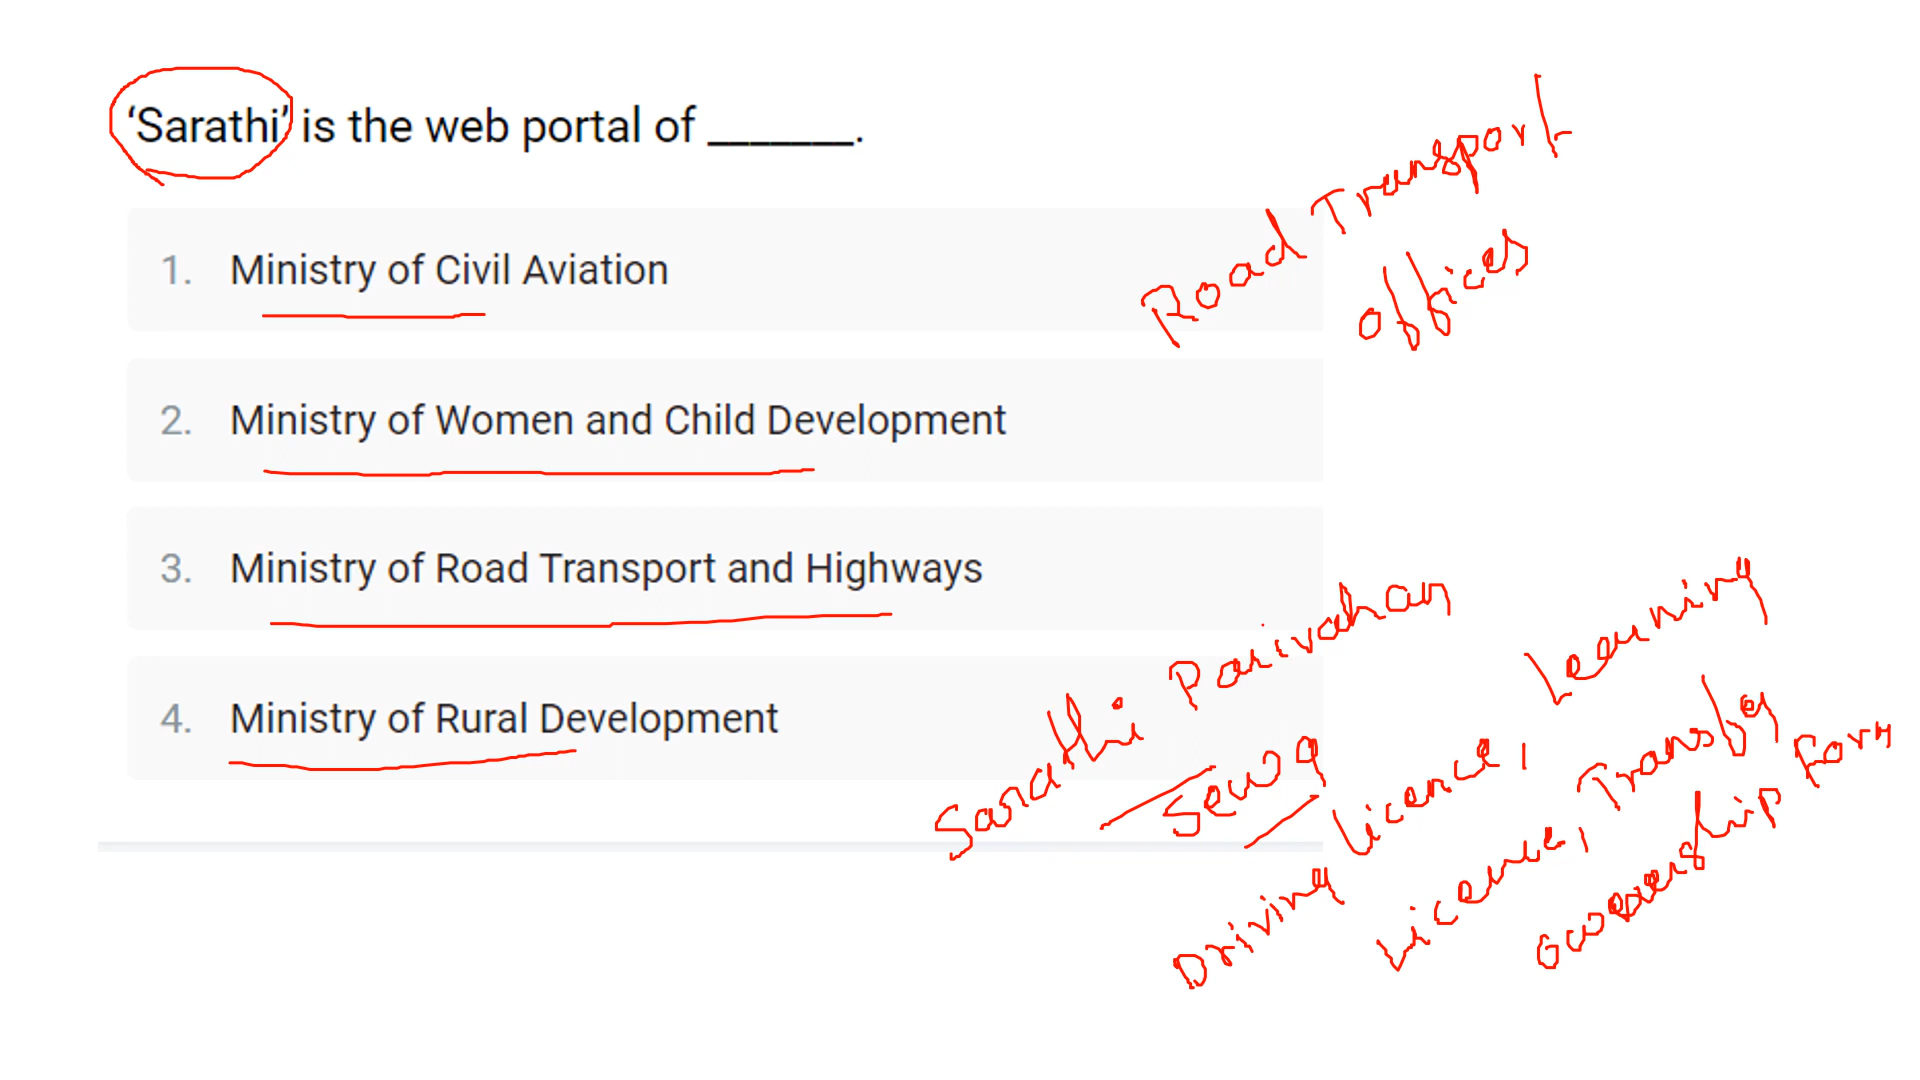 ‘Sarathi’ is the web portal of _______.
1. Ministry of Civil Aviation
2. Ministry of Women and Child Development
3. Ministry of Road Transport and Highways
4. Ministry of Rural Development
Road Transport
offices
Sarathi Parivahan
Sewa
Driving Licence, Learning
Licence, Transfer
Ownership form